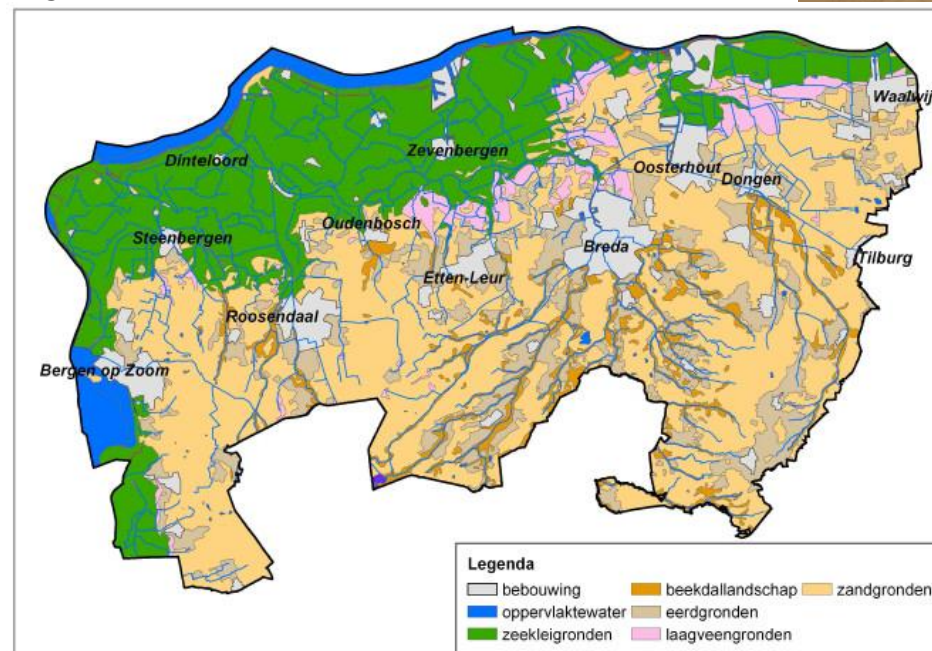 Waalwij
Dinteloord
Zevenbergen
Oosterhout
Dongen
Oudenbosch
Steenbergen
Breda
Tilburg
Etten-Leur
Roosendaal
Bergen op Zoom
Legenda
bebouwing
beekdallandschap
zandgronden
oppervlaktewater
eerdgronden
zeekleigronden
laagveengronden